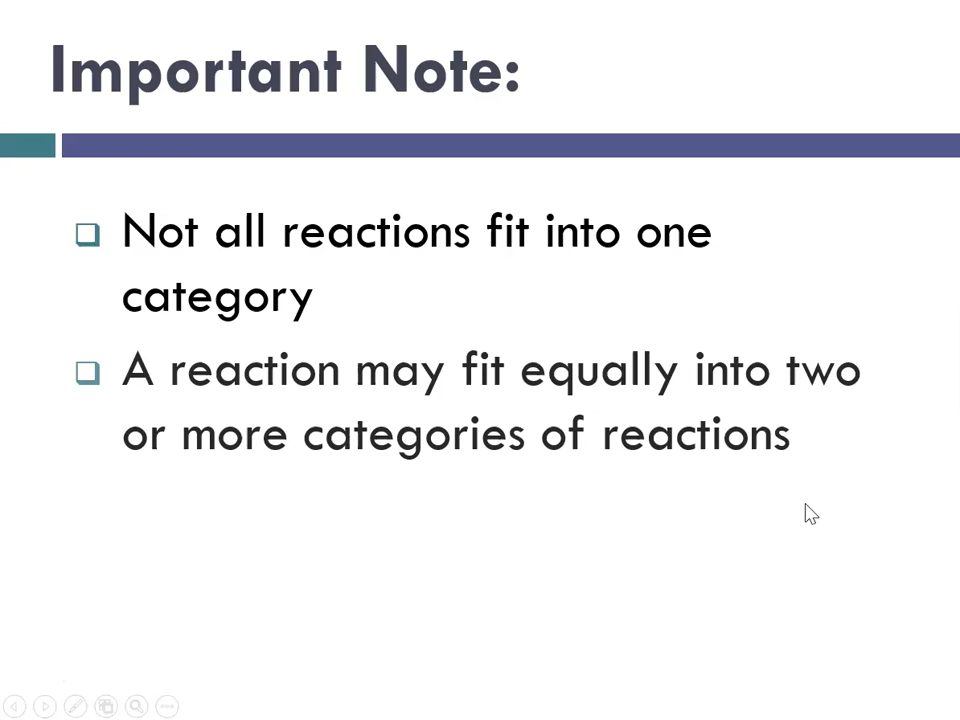 Important Note:
Not all reactions fit into one
category
A reaction may fit equally into two
or more categories of reactions